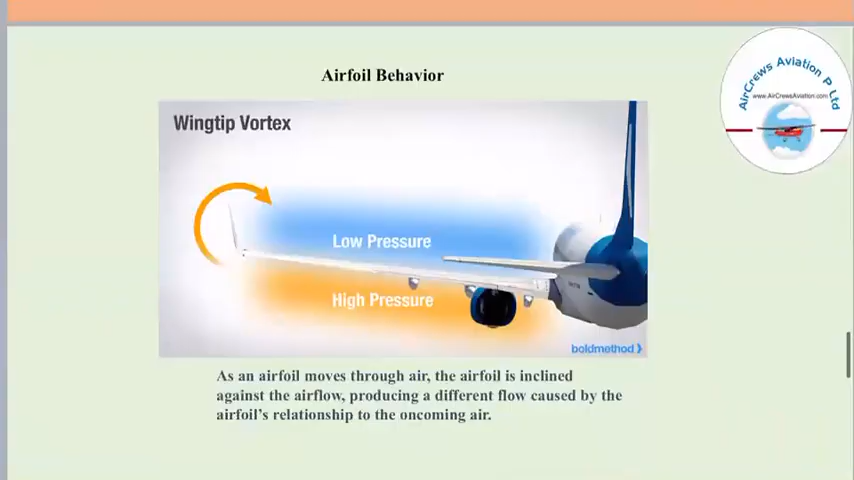 Airfoil Behavior
AirCrews Aviation P Ltd
www.AirCrewsAviation.com
Wingtip Vortex
Low Pressure
High Pressure
boldmethod
As an airfoil moves through air, the airfoil is inclined
against the airflow, producing a different flow caused by the
airfoil's relationship to the oncoming air.